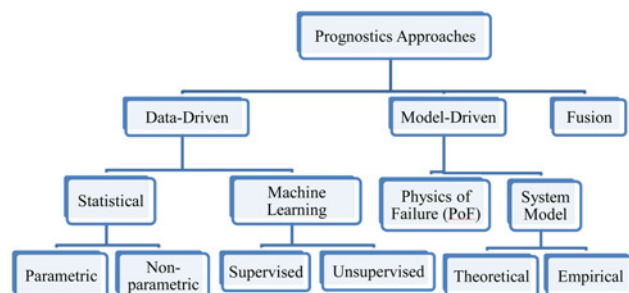 Prognostics Approaches
Data-Driven
Model-Driven
Fusion
Statistical
Machine
Learning
Physics of
Failure (PoF)
System
Model
Parametric
Non-
parametric
Supervised
Unsupervised
Theoretical
Empirical